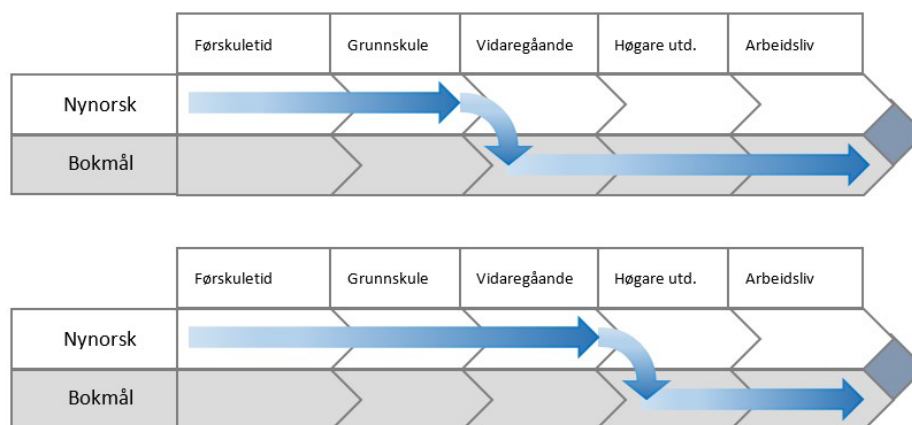 Førskuletid Grunnskule Vidaregåande Høgare utd. Arbeidsliv
Nynorsk
Bokmål
Førskuletid Grunnskule Vidaregåande Høgare utd. Arbeidsliv
Nynorsk
Bokmål